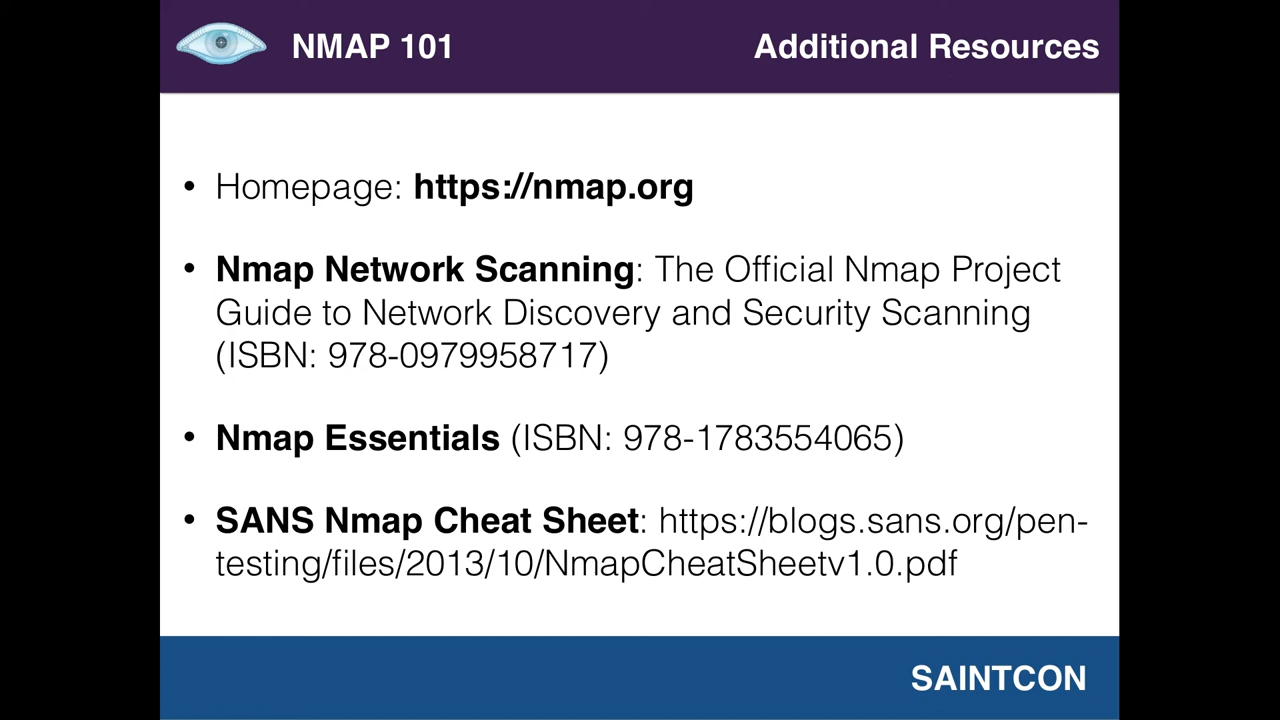 NMAP 101
Additional Resources
• Homepage: https://nmap.org
• Nmap Network Scanning: The Official Nmap Project
Guide to Network Discovery and Security Scanning
(ISBN: 978-0979958717)
• Nmap Essentials (ISBN: 978-1783554065)
• SANS Nmap Cheat Sheet: https://blogs.sans.org/pen-
testing/files/2013/10/NmapCheatSheetv1.0.pdf
SAINTCON